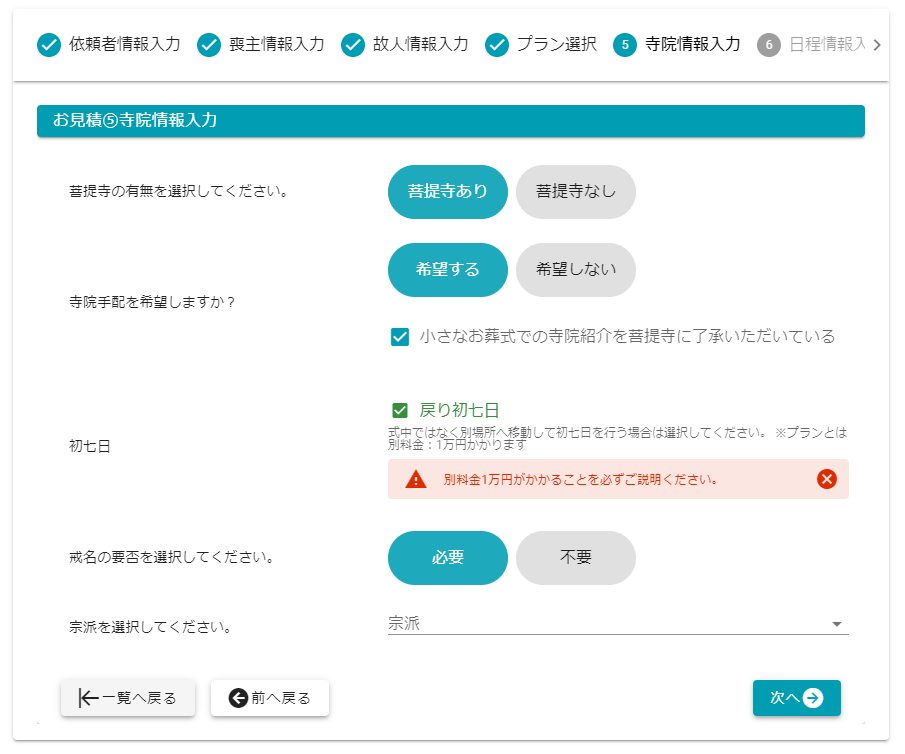 依頼者情報入力 喪主情報入力 故人情報入力 プラン選択 5 寺院情報入力 6 日程情報入
お見積⑤寺院情報入力
菩提寺の有無を選択してください。 菩提寺あり 菩提寺なし
希望する 希望しない
寺院手配を希望しますか？
小さなお葬式での寺院紹介を菩提寺に了承いただいている
戻り初七日
式中ではなく別場所へ移動して初七日を行う場合は選択してください。 ※プランとは
別料金：1万円かかります
初七日
別料金1万円がかかることを必ずご説明ください。
戒名の要否を選択してください。 必要 不要
宗派を選択してください。 宗派
一覧へ戻る 前へ戻る 次へ